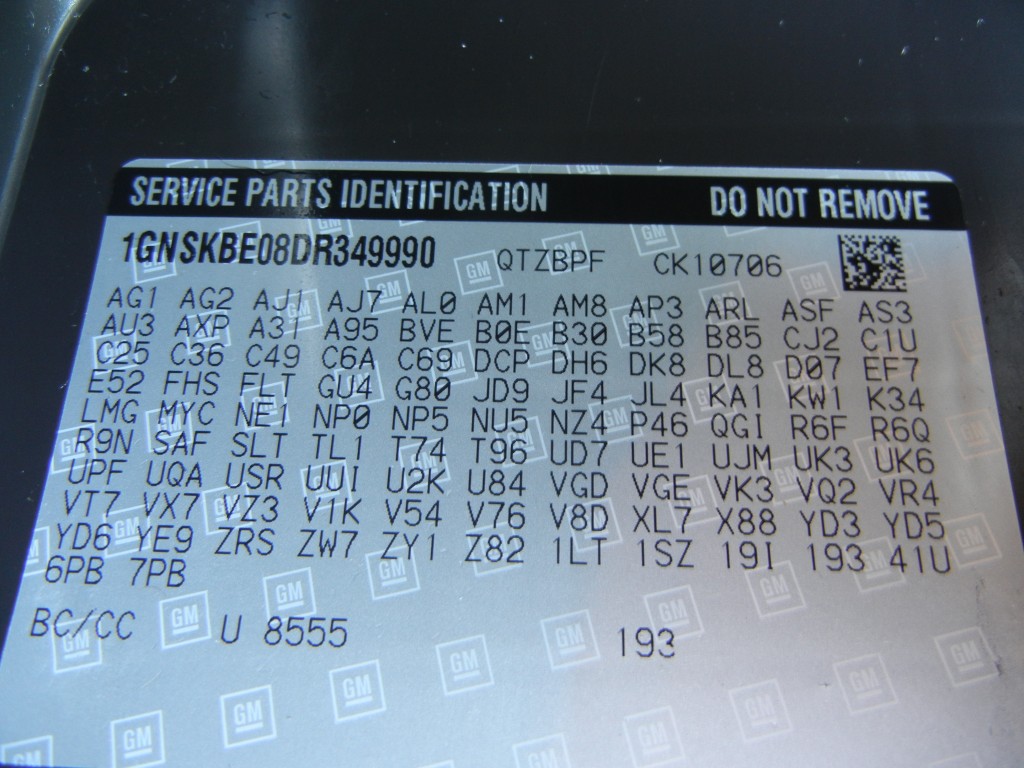 SERVICE PARTS IDENTIFICATION DO NOT REMOVE
1GNSKBE08DR349990 QTZBPF CK10706
AG1 AG2 AJ1 AJ7 AL0 AM1 AM8 AP3 ARL ASF AS3
AU3 AXP A31 A95 BVE B0E B30 B58 B85 CJ2 C1U
C25 C36 C49 C6A C69 DCP DH6 DK8 DL8 D07 EF7
E52 FHS FLT GU4 G80 JD9 JF4 JL4 KA1 KW1 K34
LMG MYC NE1 NP0 NP5 NU5 NZ4 P46 QGI R6F R6Q
R9N SAF SLT TL1 T74 T96 UD7 UE1 UJM UK3 UK6
UPF UQA USR UUI U2K U84 VGD VGE VK3 VQ2 VR4
VT7 VX7 VZ3 V1K V54 V76 V8D XL7 X88 YD3 YD5
YD6 YE9 ZRS ZW7 ZY1 Z82 1LT 1SZ 19I 193 41U
6PB 7PB
BC/CC U 8555 193